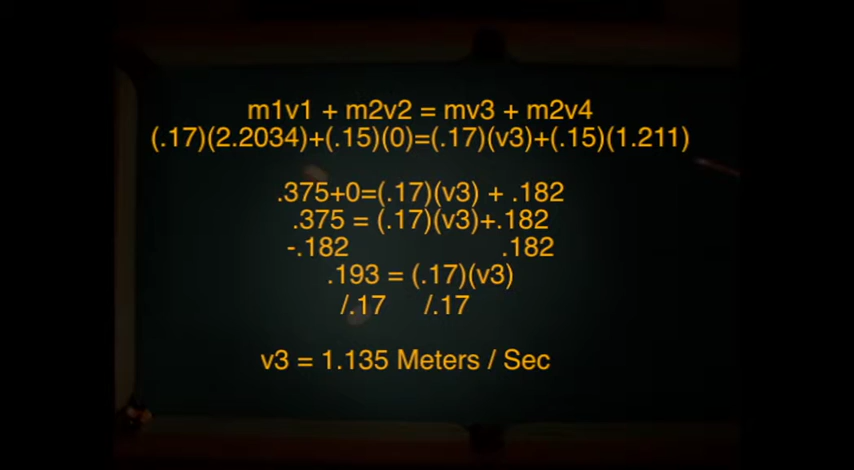 m1v1 + m2v2 = mv3 + m2v4
(.17)(2.2034)+(.15)(0)=(.17)(v3)+(.15)(1.211)
.375+0=(.17)(v3) + .182
.375 = (.17)(v3)+.182
-.182 .182
.193 = (.17)(v3)
/.17 /.17
v3 = 1.135 Meters / Sec